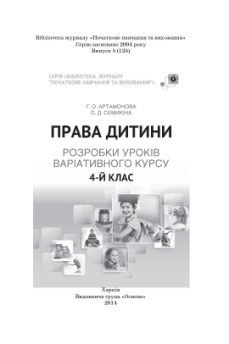 Бібліотека журналу «Початкове навчання та виховання»
Серію засновано 2004 року
Випуск 5 (125)
СЕРІЯ «БІБЛІОТЕКА ЖУРНАЛУ
"ПОЧАТКОВЕ НАВЧАННЯ ТА ВИХОВАННЯ"»
Г. О. АРТАМОНОВА
О. Д. СЕМИКІНА
ПРАВА ДИТИНИ
РОЗРОБКИ УРОКІВ
ВАРІАТИВНОГО КУРСУ
4-Й КЛАС
Харків
Видавнича група «Основа»
2014